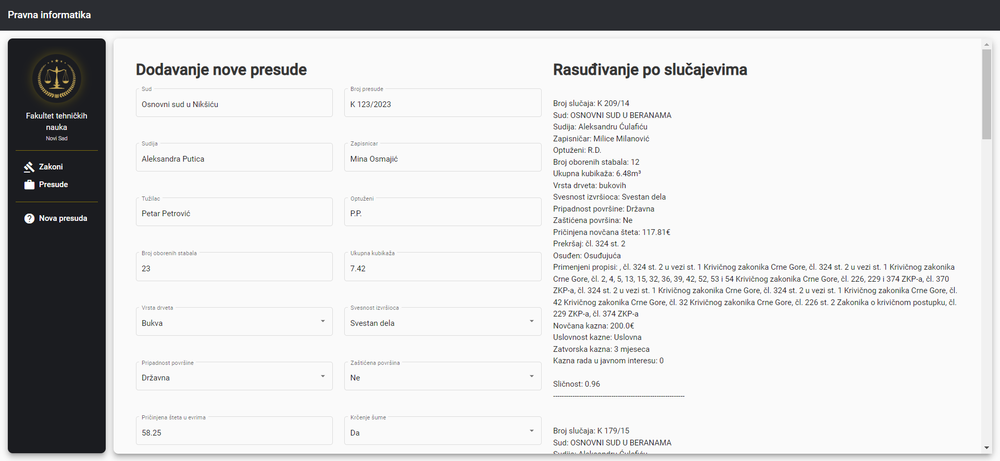 Pravna informatika
Fakultet tehničkih
nauka
Novi Sad
Zakoni
Presude
Nova presuda
Dodavanje nove presude
Sud
Osnovni sud u Nikšiću
Broj presude
K 123/2023
Sudija
Aleksandra Putica
Zapisnicar
Mina Osmajić
Tužilac
Petar Petrović
Optuženi
P.P.
Broj oborenih stabala
23
Ukupna kubikaža
7.42
Vrsta drveta
Bukva
Svesnost izvršioca
Svestan dela
Pripadnost površine
Državna
Zaštićena površina
Ne
Pričinjena šteta u evrima
58.25
Krčenje šume
Da
Rasuđivanje po slučajevima
Broj slučaja: K 209/14
Sud: OSNOVNI SUD U BERANAMA
Sudija: Aleksandru Ćulafiću
Zapisničar: Milice Milanović
Optuženi: R.D.
Broj oborenih stabala: 12
Ukupna kubikaža: 6.48m³
Vrsta drveta: bukovih
Svesnost izvršioca: Svestan dela
Pripadnost površine: Državna
Zaštićena površina: Ne
Pričinjena novčana šteta: 117.81€
Prekršaj: čl. 324 st. 2
Osuđen: Osuđujuća
Primenjeni propisi: , čl. 324 st. 2 u vezi st. 1 Krivičnog zakonika Crne Gore, čl. 324 st. 2 u vezi st. 1 Krivičnog zakonika
Crne Gore, čl. 2, 4, 5, 13, 15, 32, 36, 39, 42, 52, 53 i 54 Krivičnog zakonika Crne Gore, čl. 226, 229 i 374 ZKP-a, čl. 370
ZKP-a, čl. 324 st. 2 u vezi st. 1 Krivičnog zakonika Crne Gore, čl. 324 st. 2 u vezi st. 1 Krivičnog zakonika Crne Gore, čl.
42 Krivičnog zakonika Crne Gore, čl. 32 Krivičnog zakonika Crne Gore, čl. 226 st. 2 Zakonika o krivičnom postupku, čl.
229 ZKP-a, čl. 374 ZKP-a
Novčana kazna: 200.0€
Uslovnost kazne: Uslovna
Zatvorska kazna: 3 mjeseca
Kazna rada u javnom interesu: 0
Sličnost: 0.96
------------------------------------------------------------
Broj slučaja: K 179/15
Sud: OSNOVNI SUD U BERANAMA
Sudija: Aleksandru Ćulafiću